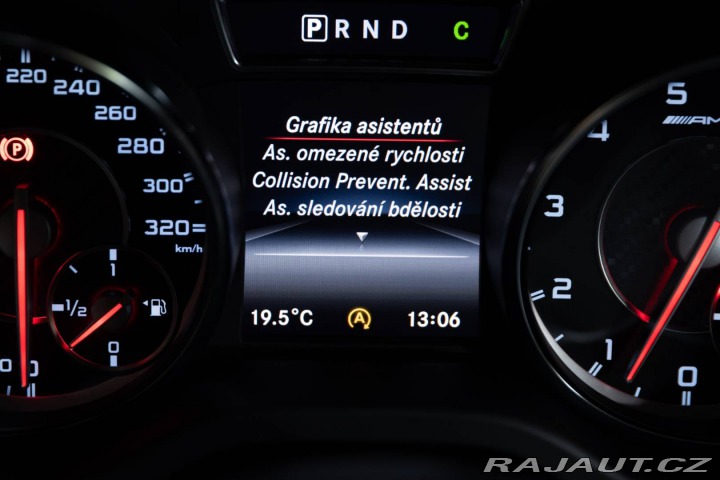 P R N D C
220
240
260
280
300
320
km/h
P
1
1/2
0
0
Grafika asistentů
As. omezené rychlosti
Collision Prevent. Assist
As. sledování bdělosti
19.5°C A 13:06
5
4
3
2
1
0
RAJAUT.CZ